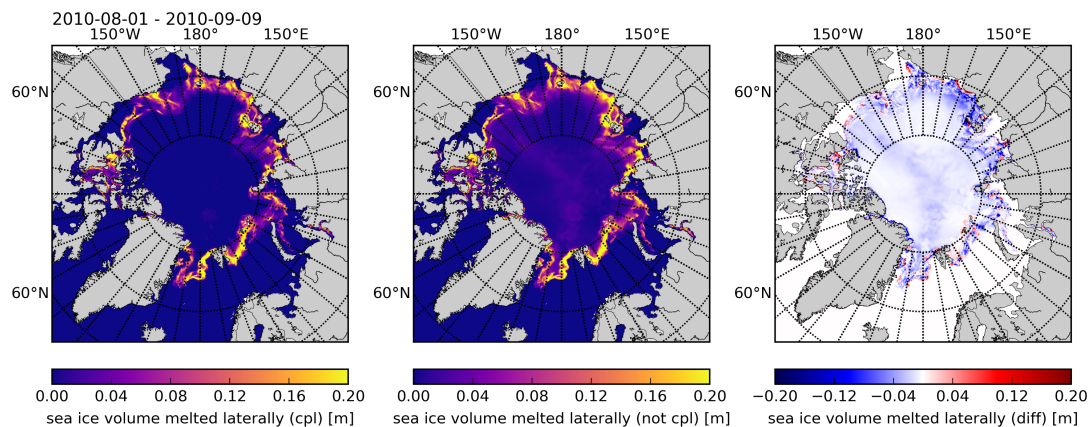 2010-08-01 - 2010-09-09
150°W 180° 150°E 150°W 180° 150°E 150°W 180° 150°E
60°N 60°N 60°N
60°N 60°N 60°N
0.00 0.04 0.08 0.12 0.16 0.20 0.00 0.04 0.08 0.12 0.16 0.20 −0.20 −0.12 −0.04 0.04 0.12 0.20
sea ice volume melted laterally (cpl) [m] sea ice volume melted laterally (not cpl) [m] sea ice volume melted laterally (diff) [m]